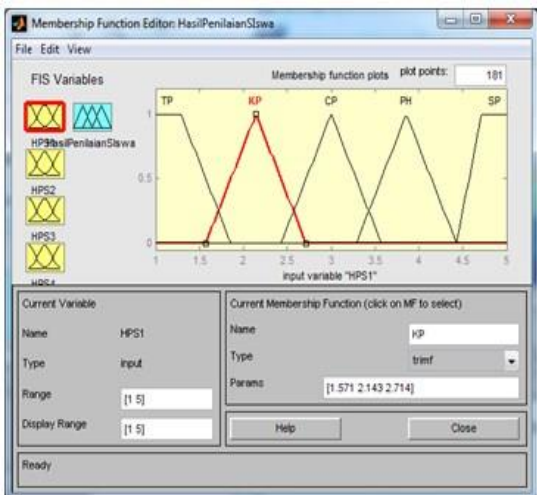 Membership Function Editor: HasilPenilaianSIswa
File Edit View
FIS Variables
HPS2
HPS3
HPS4
Membership function plots plot points: 181
TP KP CP PH SP
1
0.5
0
1 1.5 2 2.5 3 3.5 4 4.5 5
input variable "HPS1"
Current Variable
Name HPS1
Type input
Range [1 5]
Display Range [1 5]
Current Membership Function (click on MF to select)
Name KP
Type trimf
Params [1.571 2.143 2.714]
Help Close
Ready